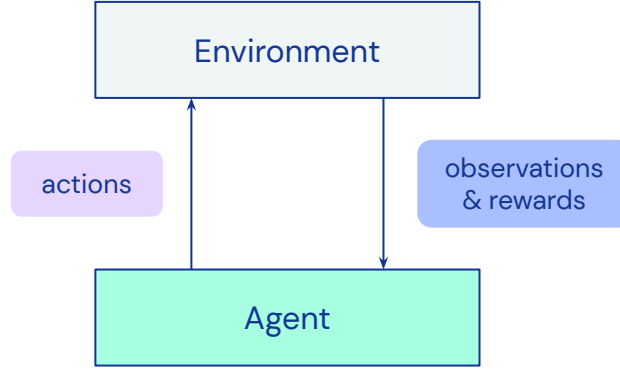 Environment
actions
observations
& rewards
Agent